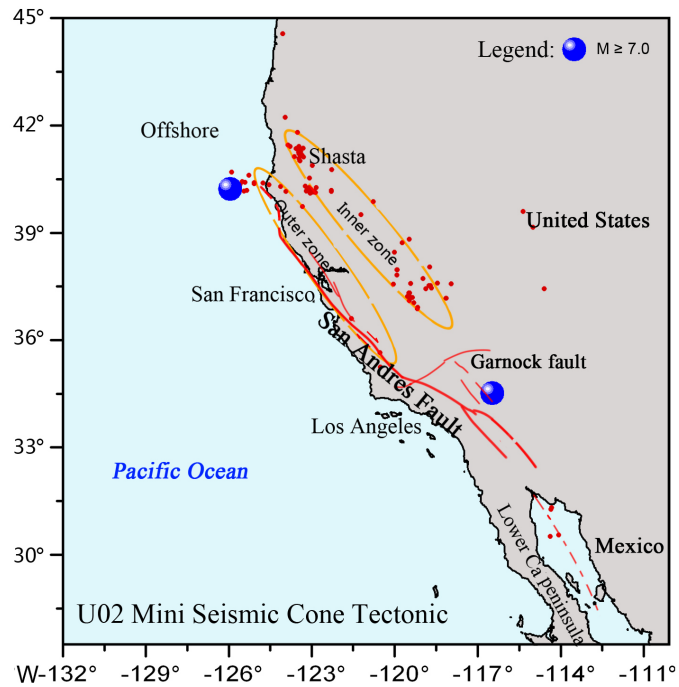 45°
42°
39°
36°
33°
30°
Legend: M ≥ 7.0
Offshore
Shasta
Outer zone
Inner zone
United States
San Francisco
San Andres Fault
Garnock fault
Los Angeles
Pacific Ocean
Lower Ca peninsula
Mexico
U02 Mini Seismic Cone Tectonic
W-132° -129° -126° -123° -120° -117° -114° -111°